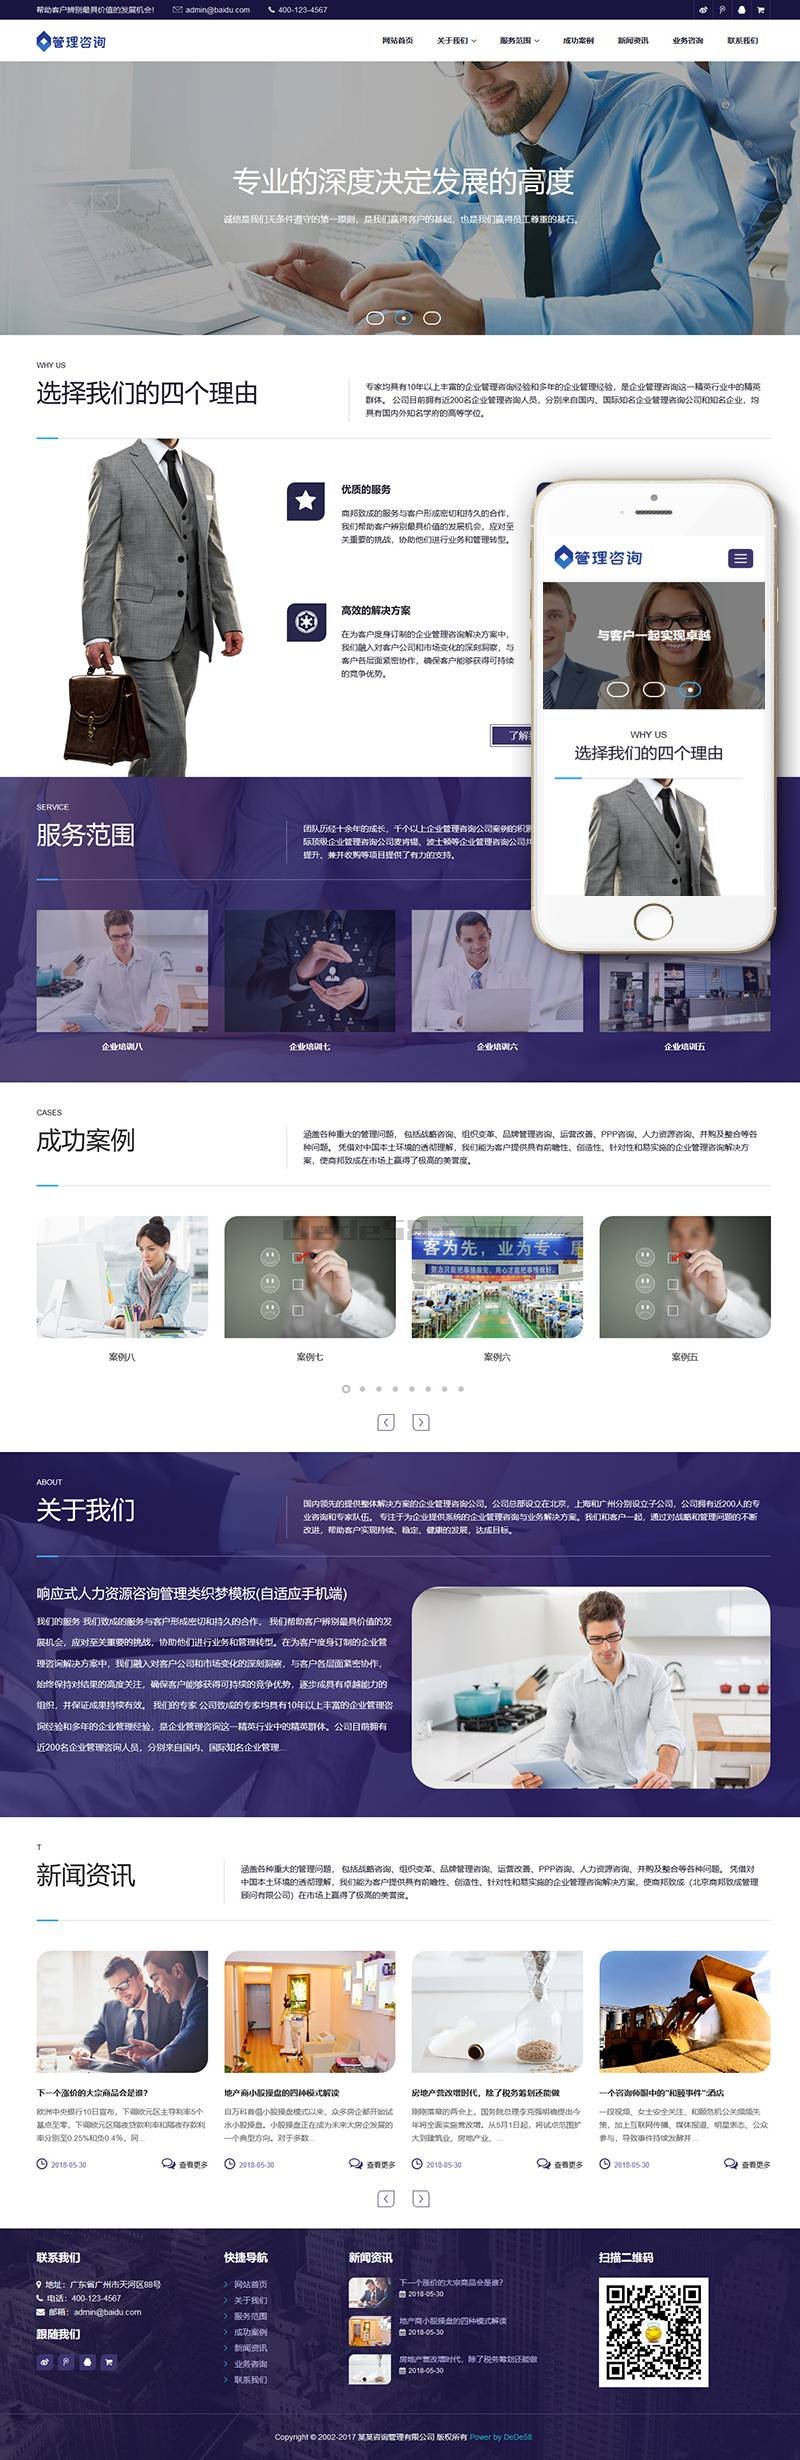 帮助客户辨别最具价值的发展机会!
admin@baidu.com
400-123-4567
管理咨询
网站首页
关于我们
服务范围
成功案例
新闻资讯
业务咨询
联系我们
专业的深度决定发展的高度
诚信是我们无条件遵守的第一原则，是我们赢得客户的基础，也是我们赢得员工尊重的基石。
WHY US
选择我们的四个理由
专家均具有10年以上丰富的企业管理咨询经验和多年的企业管理经验，是企业管理咨询这一精英行业中的精英
群体。 公司目前拥有近200名企业管理咨询人员，分别来自国内、国际知名企业管理咨询公司和知名企业，均
具有国内外知名学府的高等学位。
优质的服务
商邦致成的服务与客户形成密切和持久的合作，
我们帮助客户辨别最具价值的发展机会，应对至
关重要的挑战，协助他们进行业务和管理转型。
高效的解决方案
在为客户度身订制的企业管理咨询解决方案中，
我们融入对客户公司和市场变化的深刻洞察，与
客户各层面紧密协作，确保客户能够获得可持续
的竞争优势。
了解
管理咨询
与客户一起实现卓越
WHY US
选择我们的四个理由
SERVICE
服务范围
团队历经十余年的成长，千个以上企业管理咨询公司案例的积
际顶级企业管理咨询公司麦肯锡、波士顿等企业管理咨询公司共
提升、兼并收购等项目提供了有力的支持。
企业培训八
企业培训七
企业培训六
企业培训五
CASES
成功案例
涵盖各种重大的管理问题， 包括战略咨询、组织变革、品牌管理咨询、运营改善、PPP咨询、人力资源咨询、并购及整合等各
种问题。 凭借对中国本土环境的透彻理解，我们能为客户提供具有前瞻性、创造性、针对性和易实施的企业管理咨询解决方
案，使商邦致成在市场上赢得了极高的美誉度。
Dede58.com
客为先，业为专、质
努力只能把事情做完，用心才能把事情做好。
案例八
案例七
案例六
案例五
ABOUT
关于我们
国内领先的提供整体解决方案的企业管理咨询公司。公司总部设立在北京，上海和广州分别设立子公司，公司拥有近200人的专
业咨询和专家队伍。 专注于为企业提供系统的企业管理咨询与业务解决方案。我们和客户一起，通过对战略和管理问题的不断
改进，帮助客户实现持续、稳定、健康的发展，达成目标。
响应式人力资源咨询管理类织梦模板(自适应手机端)
我们的服务 我们致成的服务与客户形成密切和持久的合作， 我们帮助客户辨别最具价值的发
展机会，应对至关重要的挑战，协助他们进行业务和管理转型。在为客户度身订制的企业管
理咨询解决方案中，我们融入对客户公司和市场变化的深刻洞察，与客户各层面紧密协作，
始终保持对结果的高度关注，确保客户能够获得可持续的竞争优势，逐步成具有卓越能力的
组织，并保证成果持续有效。 我们的专家 公司致成的专家均具有10年以上丰富的企业管理咨
询经验和多年的企业管理经验，是企业管理咨询这一精英行业中的精英群体。公司目前拥有
近200名企业管理咨询人员，分别来自国内、国际知名企业管理...
T
新闻资讯
涵盖各种重大的管理问题， 包括战略咨询、组织变革、品牌管理咨询、运营改善、PPP咨询、人力资源咨询、并购及整合等各种问题。 凭借对
中国本土环境的透彻理解，我们能为客户提供具有前瞻性、创造性、针对性和易实施的企业管理咨询解决方案，使商邦致成（北京商邦致成管理
顾问有限公司）在市场上赢得了极高的美誉度。
下一个涨价的大宗商品会是谁？
欧洲中央银行10日宣布，下调欧元区主导利率5个
基点至零，下调欧元区隔夜贷款利率和隔夜存款利
率分别至0.25%和负0.4%，同...
2018-05-30
查看更多
地产商小股操盘的四种模式解读
自万科首倡小股操盘模式以来，众多房企都开始试
水小股操盘。小股操盘正在成为未来大房企发展的
一个典型方向。对于多数...
2018-05-30
查看更多
房地产营改增时代，除了税务筹划还能做
刚刚落幕的两会上，国务院总理李克强明确提出今
年将全面实施营改增。从5月1日起，将试点范围扩
大到建筑业、房地产业、...
2018-05-30
查看更多
一个咨询师眼中的“和颐事件”:酒店
一段视频、女士安全关注、和颐危机公关频频失
策，加上互联网传播、媒体报道、明星表态、公众
参与，导致事件持续发酵并...
2018-05-30
查看更多
联系我们
地址：广东省广州市天河区88号
电话：400-123-4567
邮箱：admin@baidu.com
跟随我们
快捷导航
网站首页
关于我们
服务范围
成功案例
新闻资讯
业务咨询
联系我们
新闻资讯
下一个涨价的大宗商品会是谁？
2018-05-30
地产商小股操盘的四种模式解读
2018-05-30
房地产营改增时代，除了税务筹划还能做
2018-05-30
扫描二维码
Copyright © 2002-2017 某某咨询管理有限公司 版权所有 Power by DeDe58